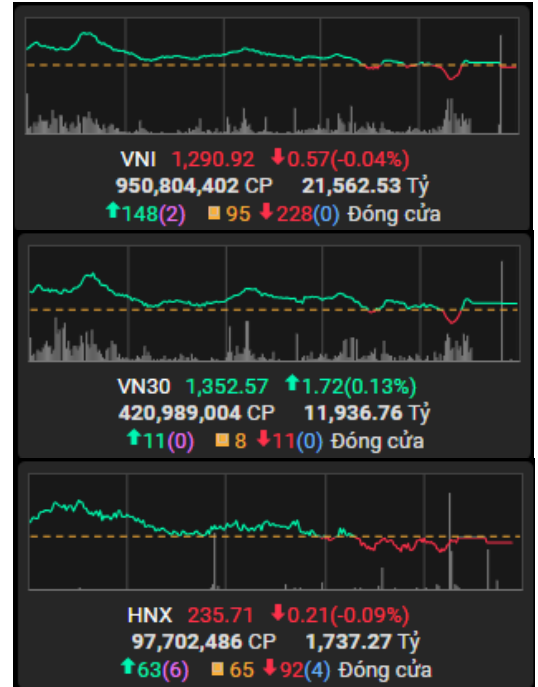 VNI 1,290.92 0.57(-0.04%)
950,804,402 CP 21,562.53 Tỷ
148(2) 95 228(0) Đóng cửa
VN30 1,352.57 1.72(0.13%)
420,989,004 CP 11,936.76 Tỷ
11(0) 8 11(0) Đóng cửa
HNX 235.71 0.21(-0.09%)
97,702,486 CP 1,737.27 Tỷ
63(6) 65 92(4) Đóng cửa